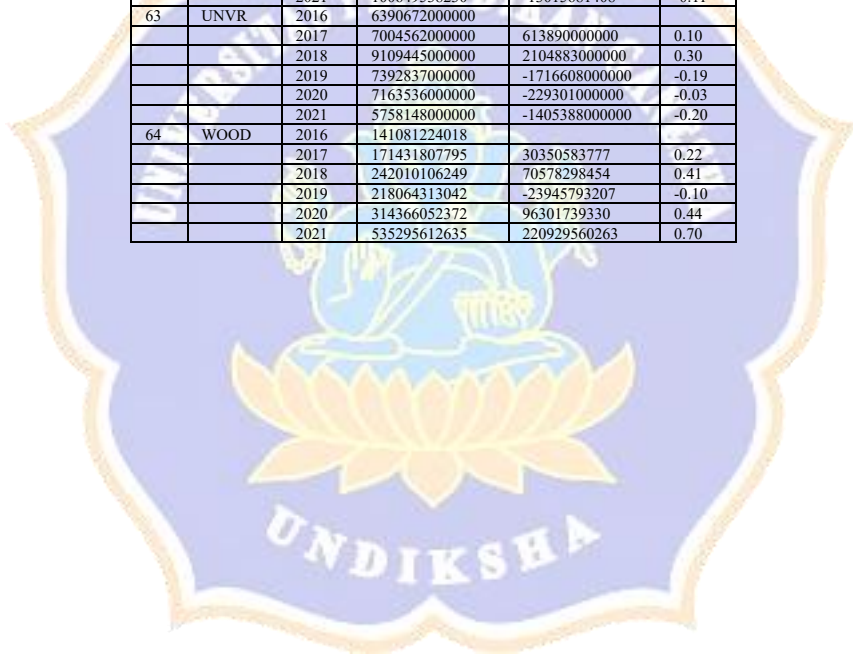 63 UNVR 2016 6390672000000
2017 7004562000000 613890000000 0.10
2018 9109445000000 2104883000000 0.30
2019 7392837000000 -1716608000000 -0.19
2020 7163536000000 -229301000000 -0.03
2021 5758148000000 -1405388000000 -0.20
64 WOOD 2016 141081224018
2017 171431807795 30350583777 0.22
2018 242010106249 70578298454 0.41
2019 218064313042 -23945793207 -0.10
2020 314366052372 96301739330 0.44
2021 535295612635 220929560263 0.70
UNDIKSHA